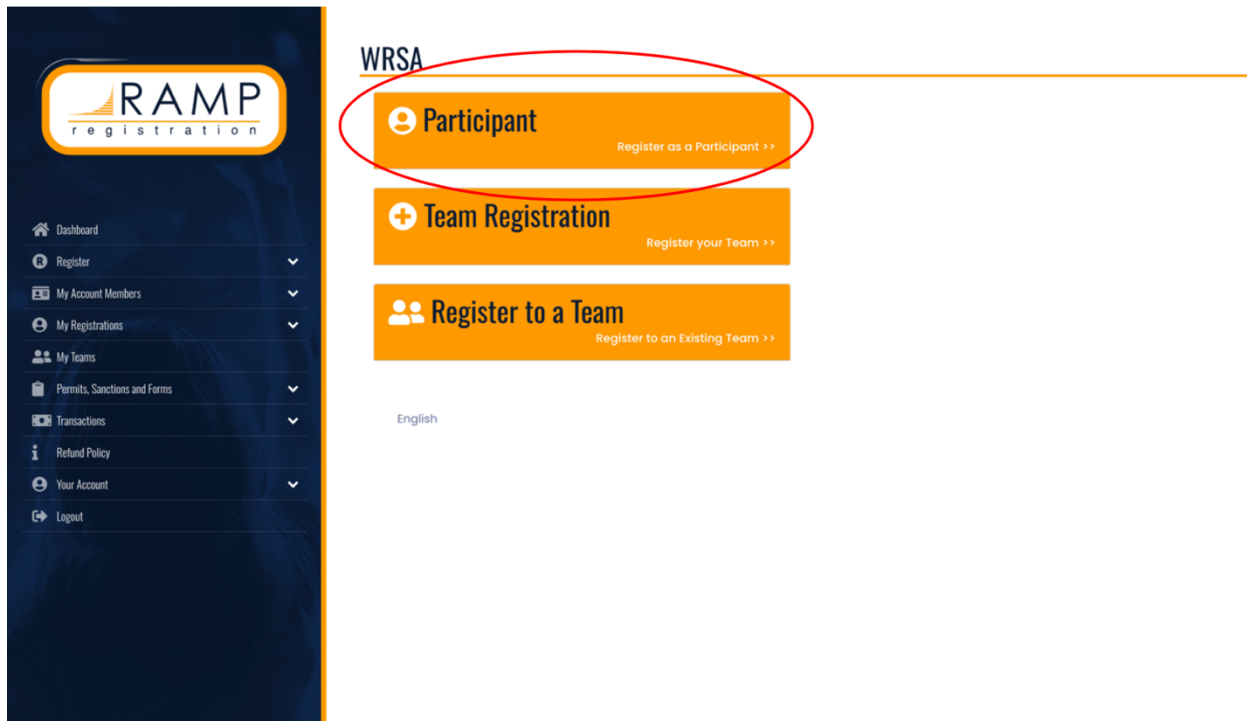 RAMP
registration
Dashboard
Register
My Account Members
My Registrations
My Teams
Permits, Sanctions and Forms
Transactions
Refund Policy
Your Account
Logout
WRSA
Participant
Register as a Participant >>
Team Registration
Register your Team >>
Register to a Team
Register to an Existing Team >>
English